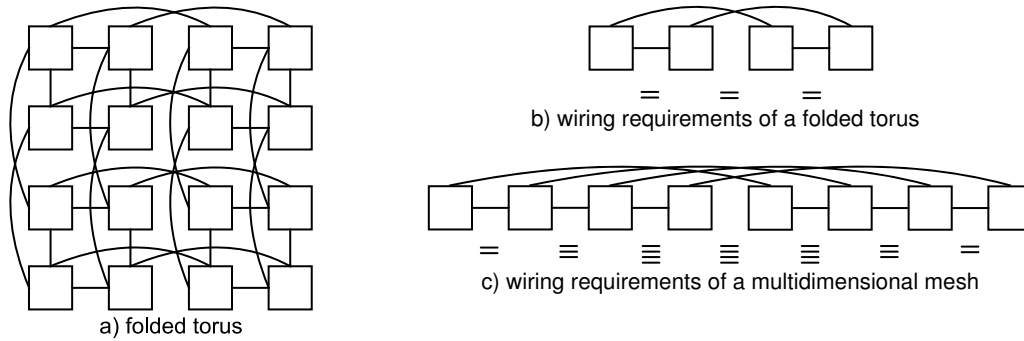 a) folded torus
b) wiring requirements of a folded torus
c) wiring requirements of a multidimensional mesh